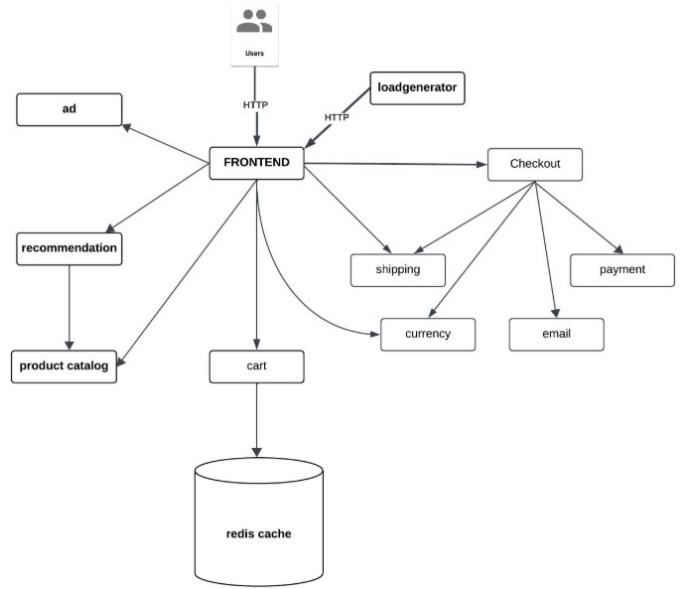 Users
loadgenerator
HTTP
HTTP
ad
FRONTEND
Checkout
recommendation
shipping
payment
currency
email
product catalog
cart
redis cache